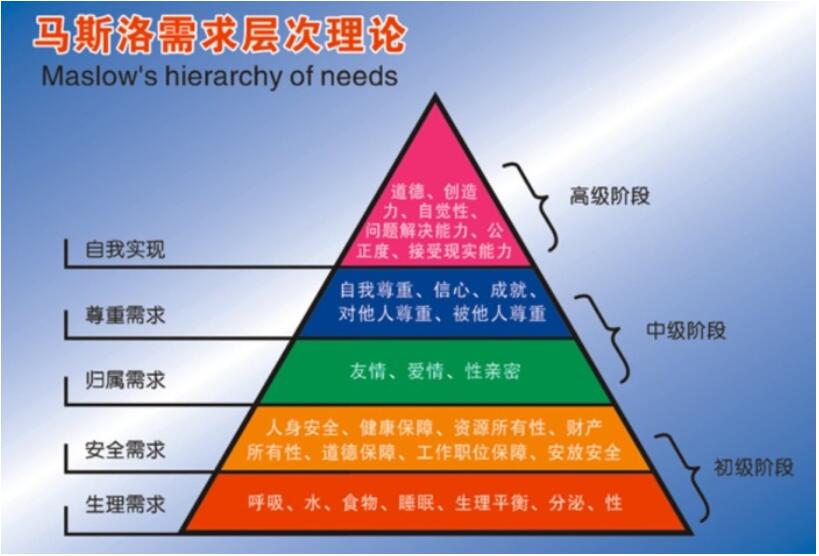 马斯洛需求层次理论
Maslow's hierarchy of needs
道德、创造
力、自觉性、
问题解决能力、公
正度、接受现实能力
高级阶段
自我实现
自我尊重、信心、成就、
对他人尊重、被他人尊重
尊重需求
中级阶段
友情、爱情、性亲密
归属需求
人身安全、健康保障、资源所有性、财产
所有性、道德保障、工作职位保障、安放安全
安全需求
初级阶段
呼吸、水、食物、睡眠、生理平衡、分泌、性
生理需求